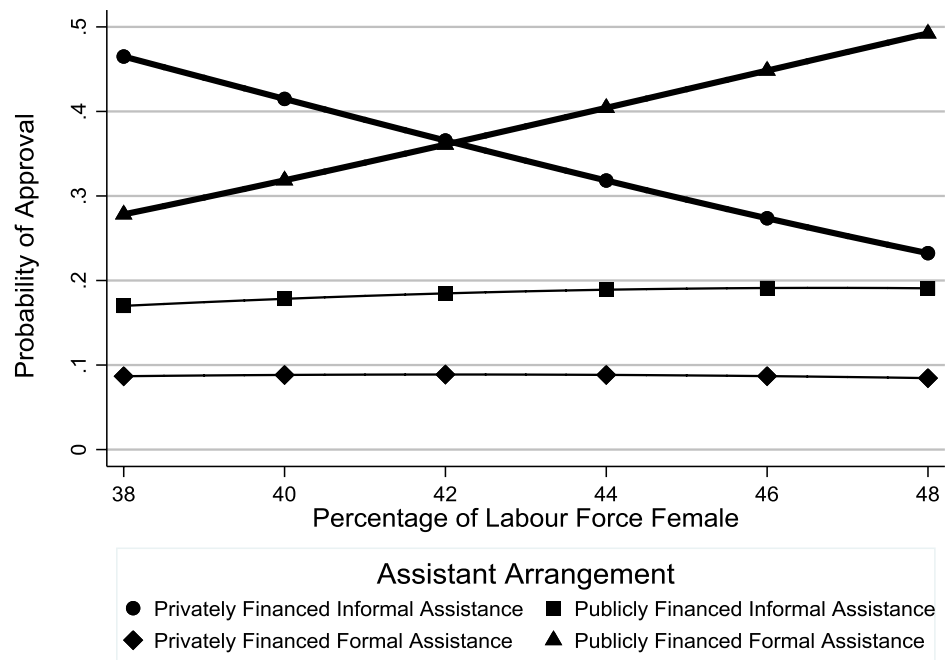 .5
.4
.3
.2
.1
0
Probability of Approval
38 40 42 44 46 48
Percentage of Labour Force Female
Assistant Arrangement
Privately Financed Informal Assistance Publicly Financed Informal Assistance
Privately Financed Formal Assistance Publicly Financed Formal Assistance